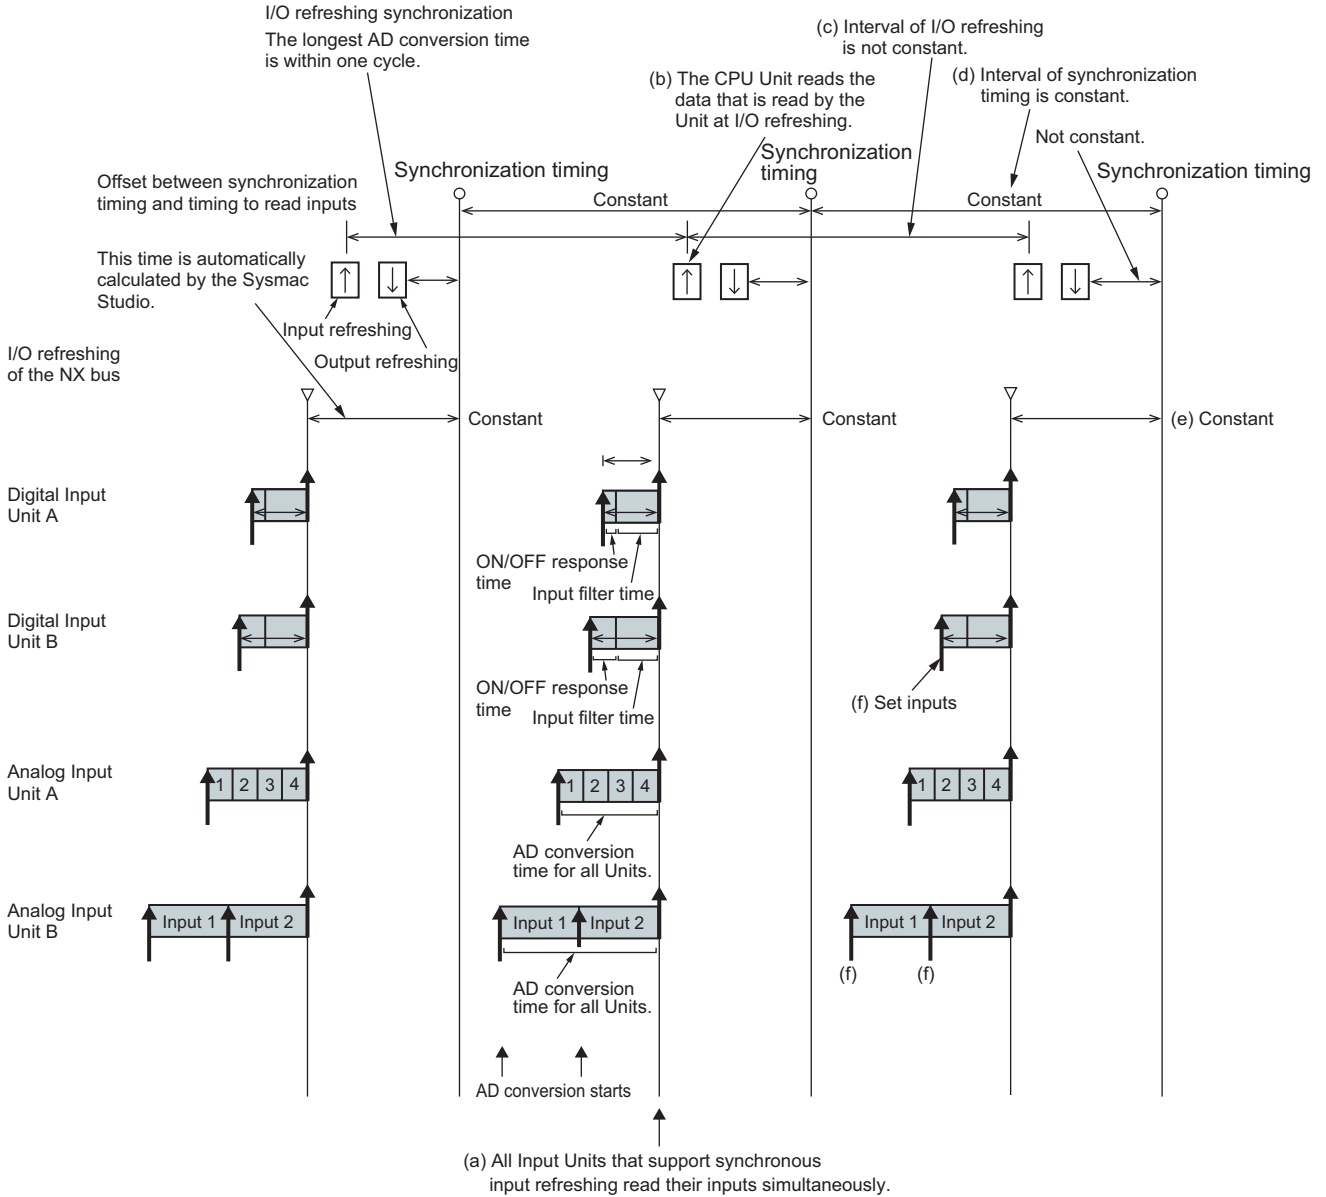 I/O refreshing synchronization
The longest AD conversion time
is within one cycle.
(c) Interval of I/O refreshing
is not constant.
(b) The CPU Unit reads the
data that is read by the
Unit at I/O refreshing.
(d) Interval of synchronization
timing is constant.
Not constant.
Synchronization timing
Synchronization
timing
Synchronization timing
Offset between synchronization
timing and timing to read inputs
Constant
Constant
This time is automatically
calculated by the Sysmac
Studio.
Input refreshing
Output refreshing
I/O refreshing
of the NX bus
Constant
Constant
(e) Constant
Digital Input
Unit A
ON/OFF response
time
Input filter time
Digital Input
Unit B
ON/OFF response
time
Input filter time
(f) Set inputs
Analog Input
Unit A
1 2 3 4
1 2 3 4
1 2 3 4
AD conversion
time for all Units.
Analog Input
Unit B
Input 1 Input 2
Input 1 Input 2
Input 1 Input 2
(f) (f)
AD conversion
time for all Units.
AD conversion starts
(a) All Input Units that support synchronous
input refreshing read their inputs simultaneously.